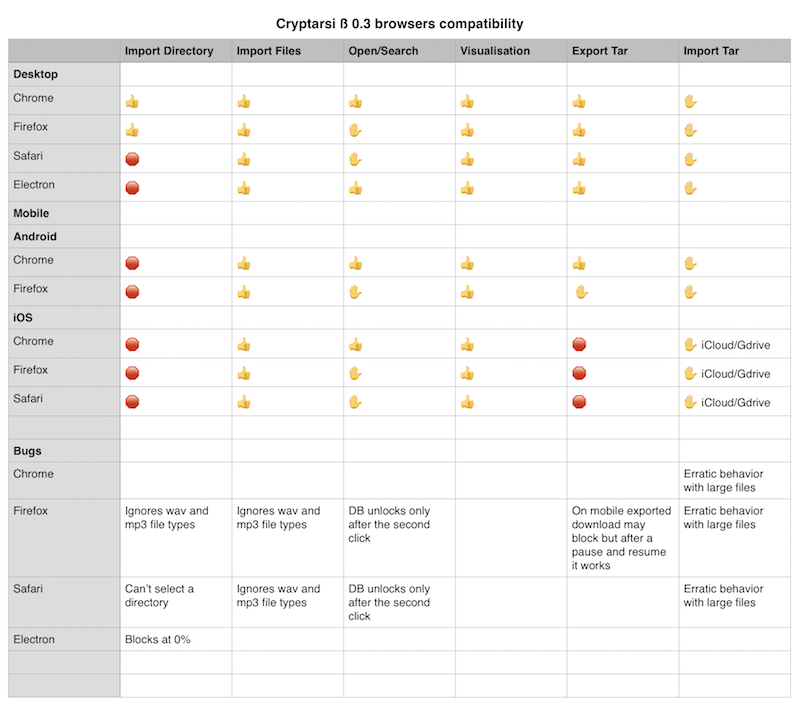 Cryptarsi ß 0.3 browsers compatibility
Import Directory Import Files Open/Search Visualisation Export Tar Import Tar
Desktop
Chrome
Firefox
Safari
Electron
Mobile
Android
Chrome
Firefox
iOS
Chrome iCloud/Gdrive
Firefox iCloud/Gdrive
Safari iCloud/Gdrive
Bugs
Chrome Erratic behavior
with large files
Firefox Ignores wav and Ignores wav and DB unlocks only On mobile exported Erratic behavior
mp3 file types mp3 file types after the second download may with large files
click block but after a
pause and resume
it works
Safari Can't select a Ignores wav and DB unlocks only Erratic behavior
directory mp3 file types after the second with large files
click
Electron Blocks at 0%